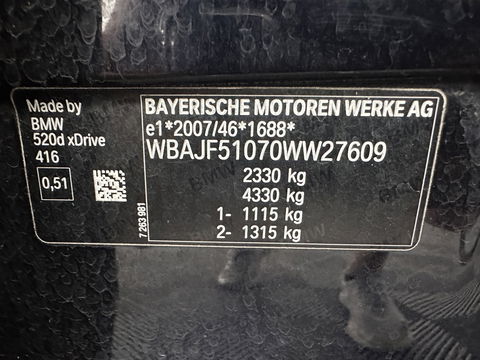 Made by
BMW
520d xDrive
416
0,51
7 263 981
BAYERISCHE MOTOREN WERKE AG
e1*2007/46*1688*
WBAJF51070WW27609
2330 kg
4330 kg
1- 1115 kg
2- 1315 kg